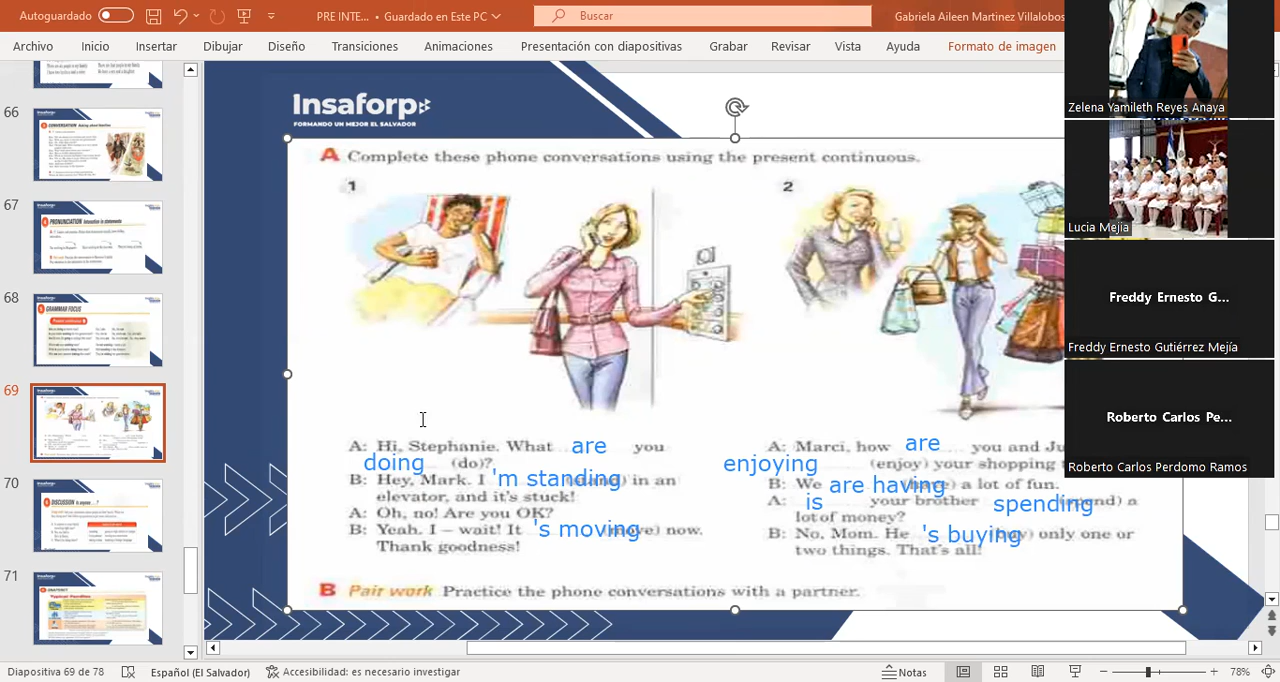 Autoguardado
PRE INTE... • Guardado en Este PC
Buscar
Gabriela Aileen Martinez Villalobos
Archivo Inicio Insertar Dibujar Diseño Transiciones Animaciones Presentación con diapositivas Grabar Revisar Vista Ayuda Formato de imagen
66
67
68
69
70
71
Insaforp
FORMANDO UN MEJOR EL SALVADOR
A Complete these phone conversations using the present continuous.
1
2
A: Hi, Stephanie. What are you
doing (do)?
B: Hey, Mark. I 'm standing in an
elevator, and it's stuck!
A: Oh, no! Are you OK?
B: Yeah. I – wait! It 's moving (move) now.
Thank goodness!
A: Marci, how are you and Ju
enjoying (enjoy) your shopping
B: We are having a lot of fun.
A: is your brother spending (spend) a
lot of money?
B: No, Mom. He 's buying (buy) only one or
two things. That's all!
B Pair work Practice the phone conversations with a partner.
Zelena Yamileth Reyes Anaya
Lucia Mejia
Freddy Ernesto G...
Freddy Ernesto Gutiérrez Mejía
Roberto Carlos Pe...
Roberto Carlos Perdomo Ramos
Diapositiva 69 de 78
Español (El Salvador)
Accesibilidad: es necesario investigar
Notas
78%